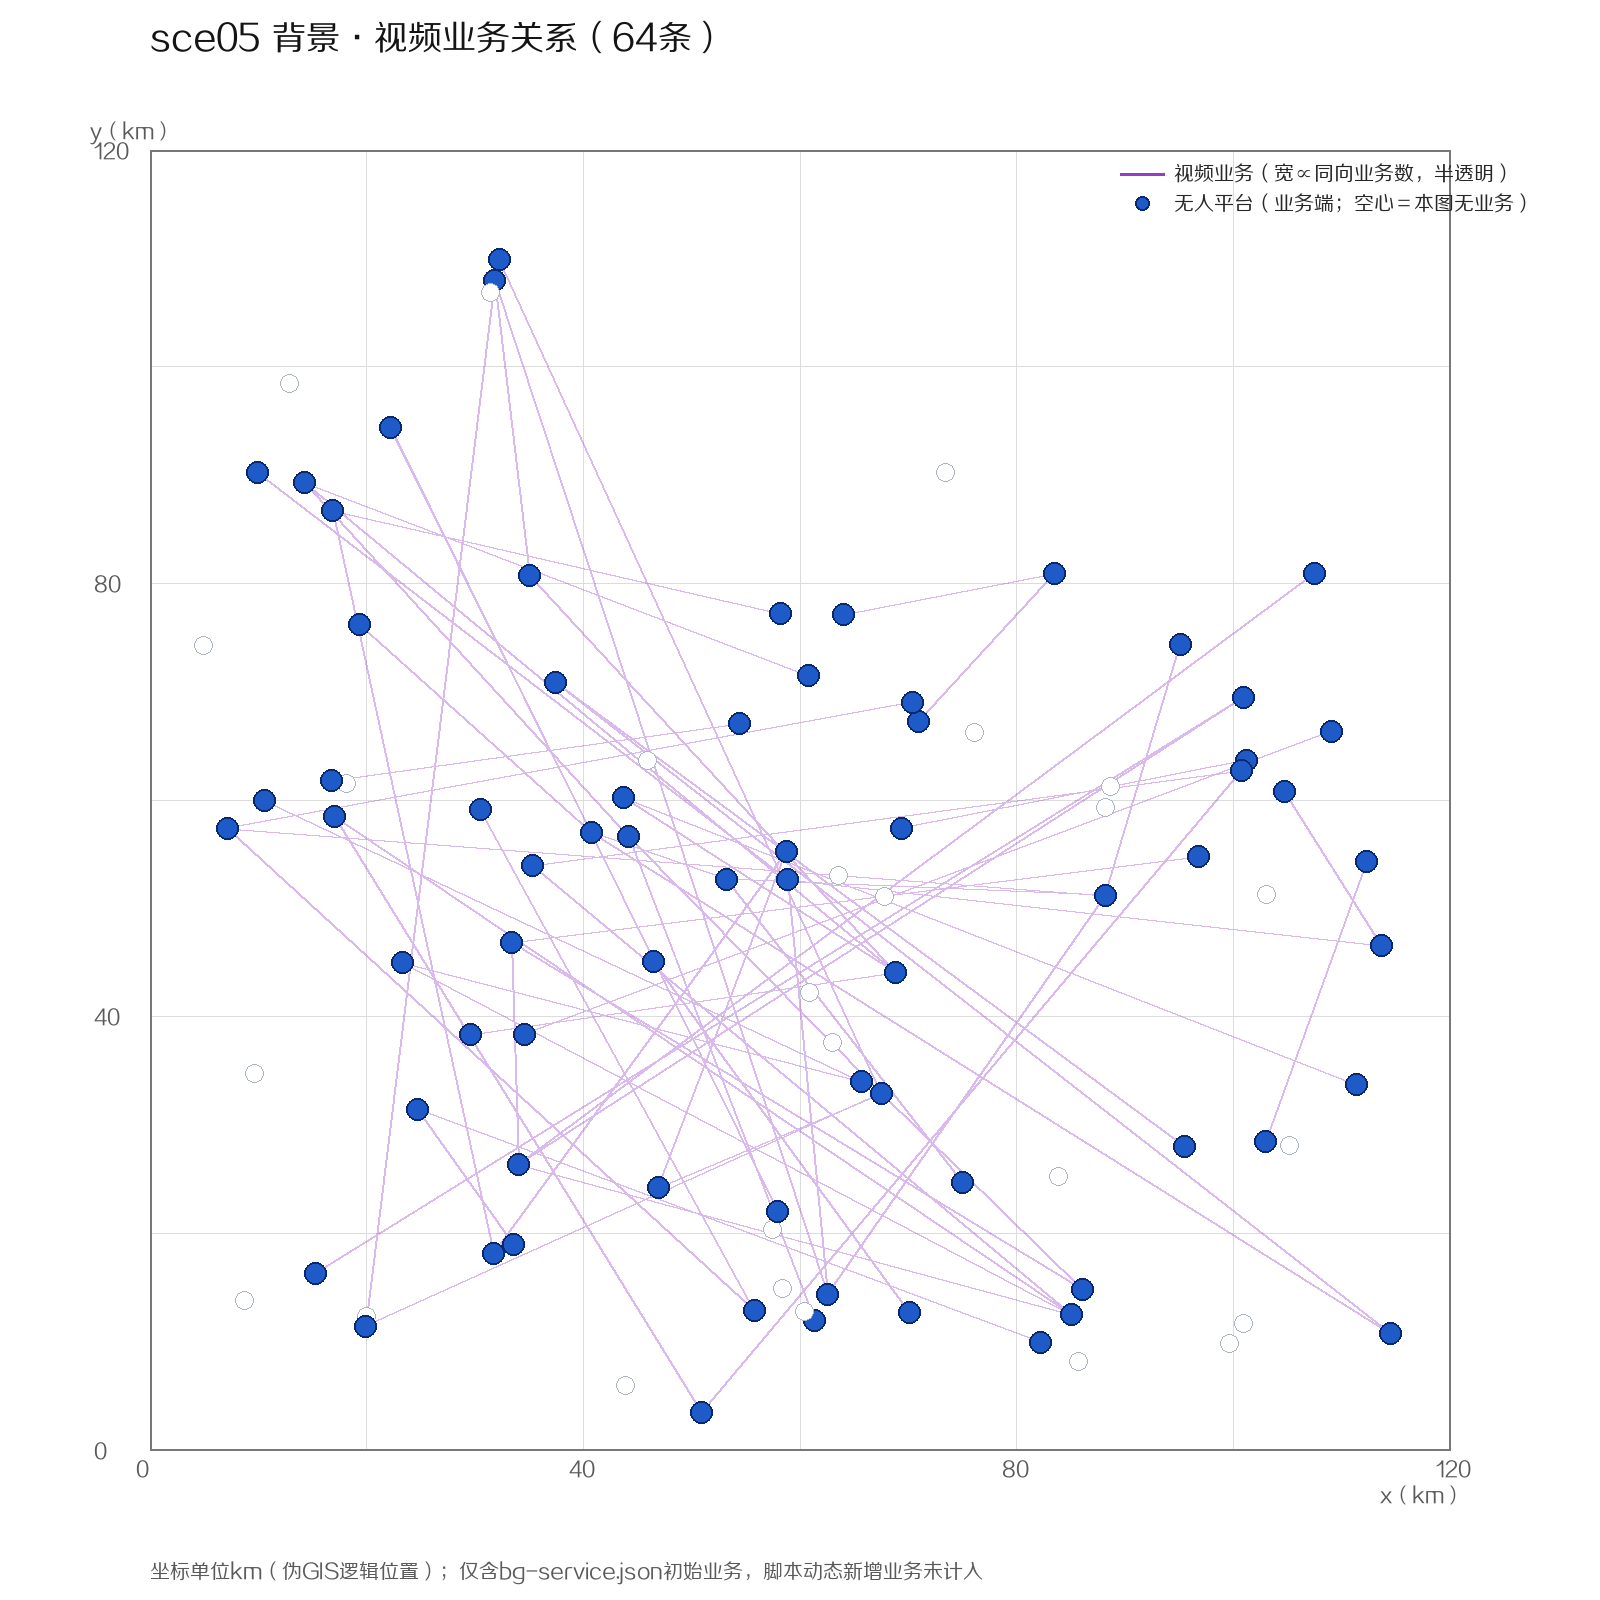 sce05 背景·视频业务关系（64条）
y（km）
120
视频业务（宽∝同向业务数，半透明）
无人平台（业务端；空心＝本图无业务）
80
40
0
0 40 80 120
x（km）
坐标单位km（伪GIS逻辑位置）；仅含bg-service.json初始业务，脚本动态新增业务未计入